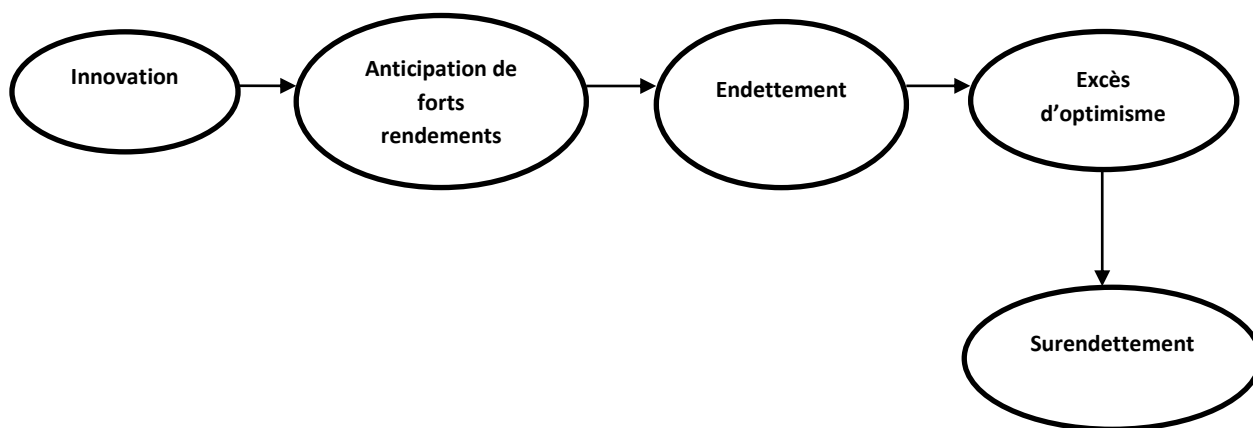 Innovation
Anticipation de
forts
rendements
Endettement
Excès
d’optimisme
Surendettement